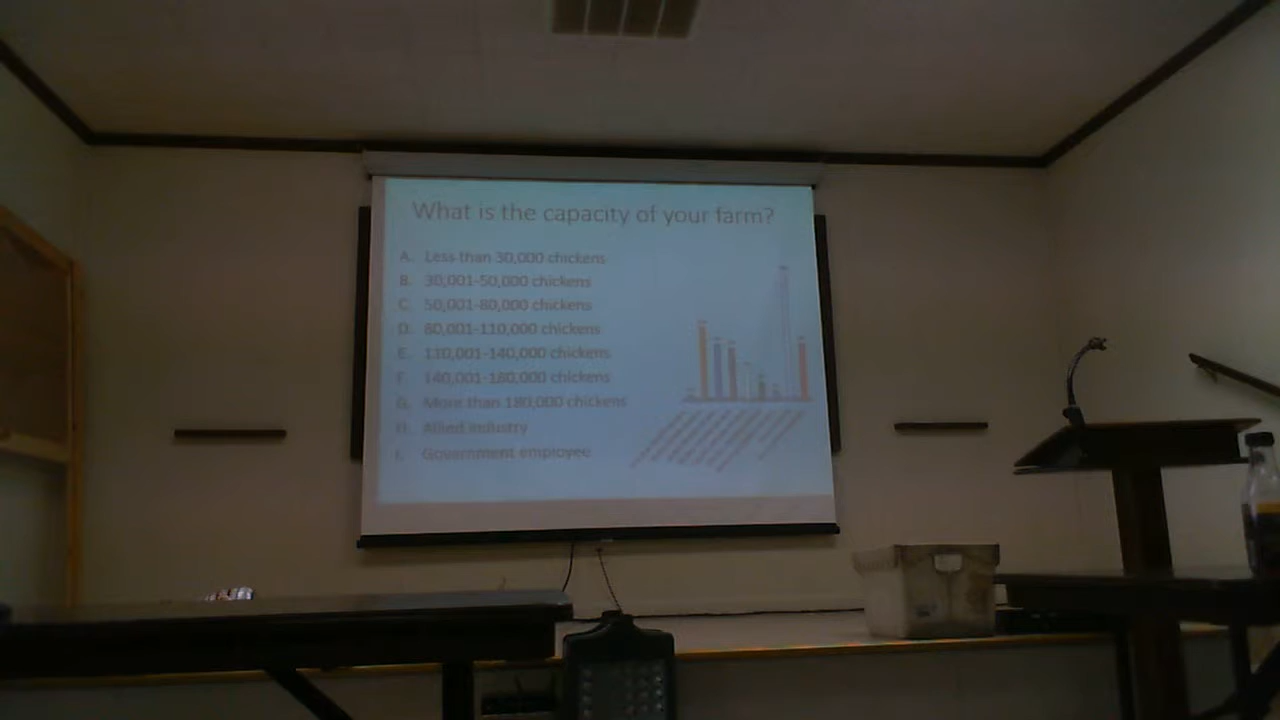 What is the capacity of your farm?
A. Less than 30,000 chickens
B. 30,001-50,000 chickens
C. 50,001-80,000 chickens
D. 80,001-110,000 chickens
E. 110,001-140,000 chickens
F. 140,001-180,000 chickens
G. More than 180,000 chickens
H. Allied industry
I. Government employee